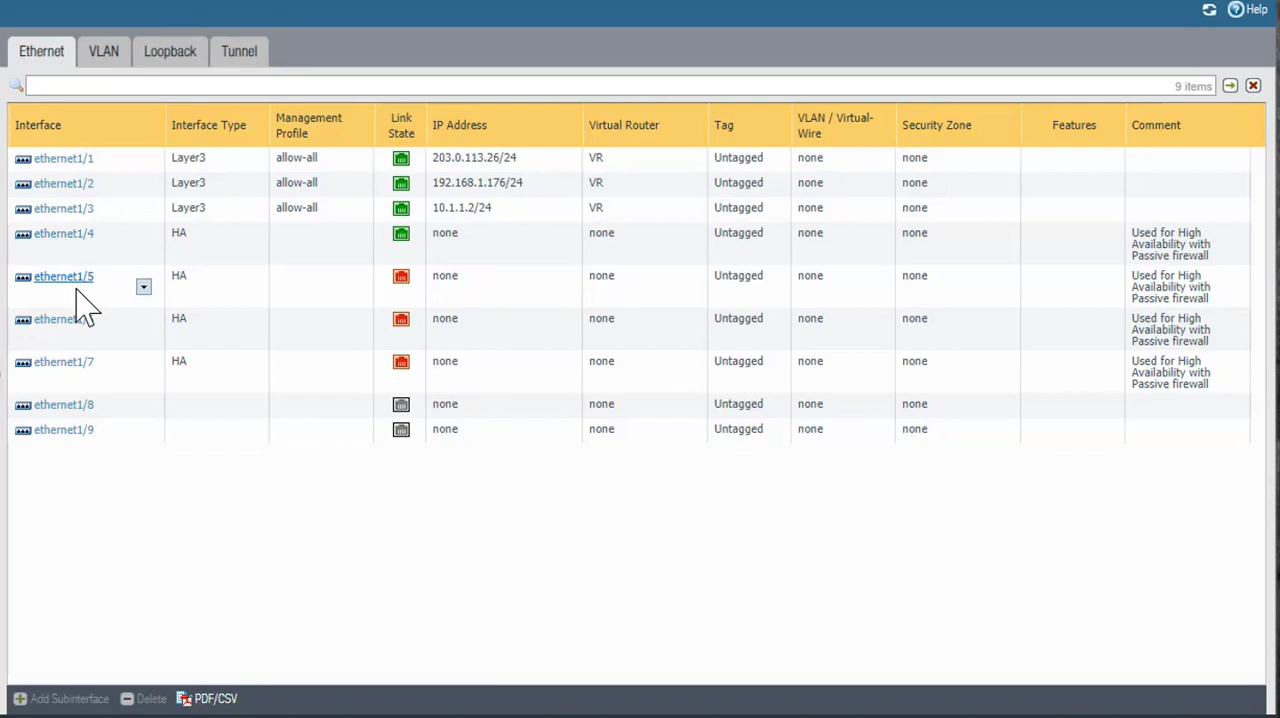 Help
Ethernet VLAN Loopback Tunnel
9 items
Interface Interface Type Management Profile Link State IP Address Virtual Router Tag VLAN / Virtual-Wire Security Zone Features Comment
ethernet1/1 Layer3 allow-all 203.0.113.26/24 VR Untagged none none
ethernet1/2 Layer3 allow-all 192.168.1.176/24 VR Untagged none none
ethernet1/3 Layer3 allow-all 10.1.1.2/24 VR Untagged none none
ethernet1/4 HA none none Untagged none none Used for High
Availability with
Passive firewall
ethernet1/5 HA none none Untagged none none Used for High
Availability with
Passive firewall
HA none none Untagged none none Used for High
Availability with
Passive firewall
ethernet1/7 HA none none Untagged none none Used for High
Availability with
Passive firewall
ethernet1/8 none none Untagged none none
ethernet1/9 none none Untagged none none
Add Subinterface Delete PDF/CSV